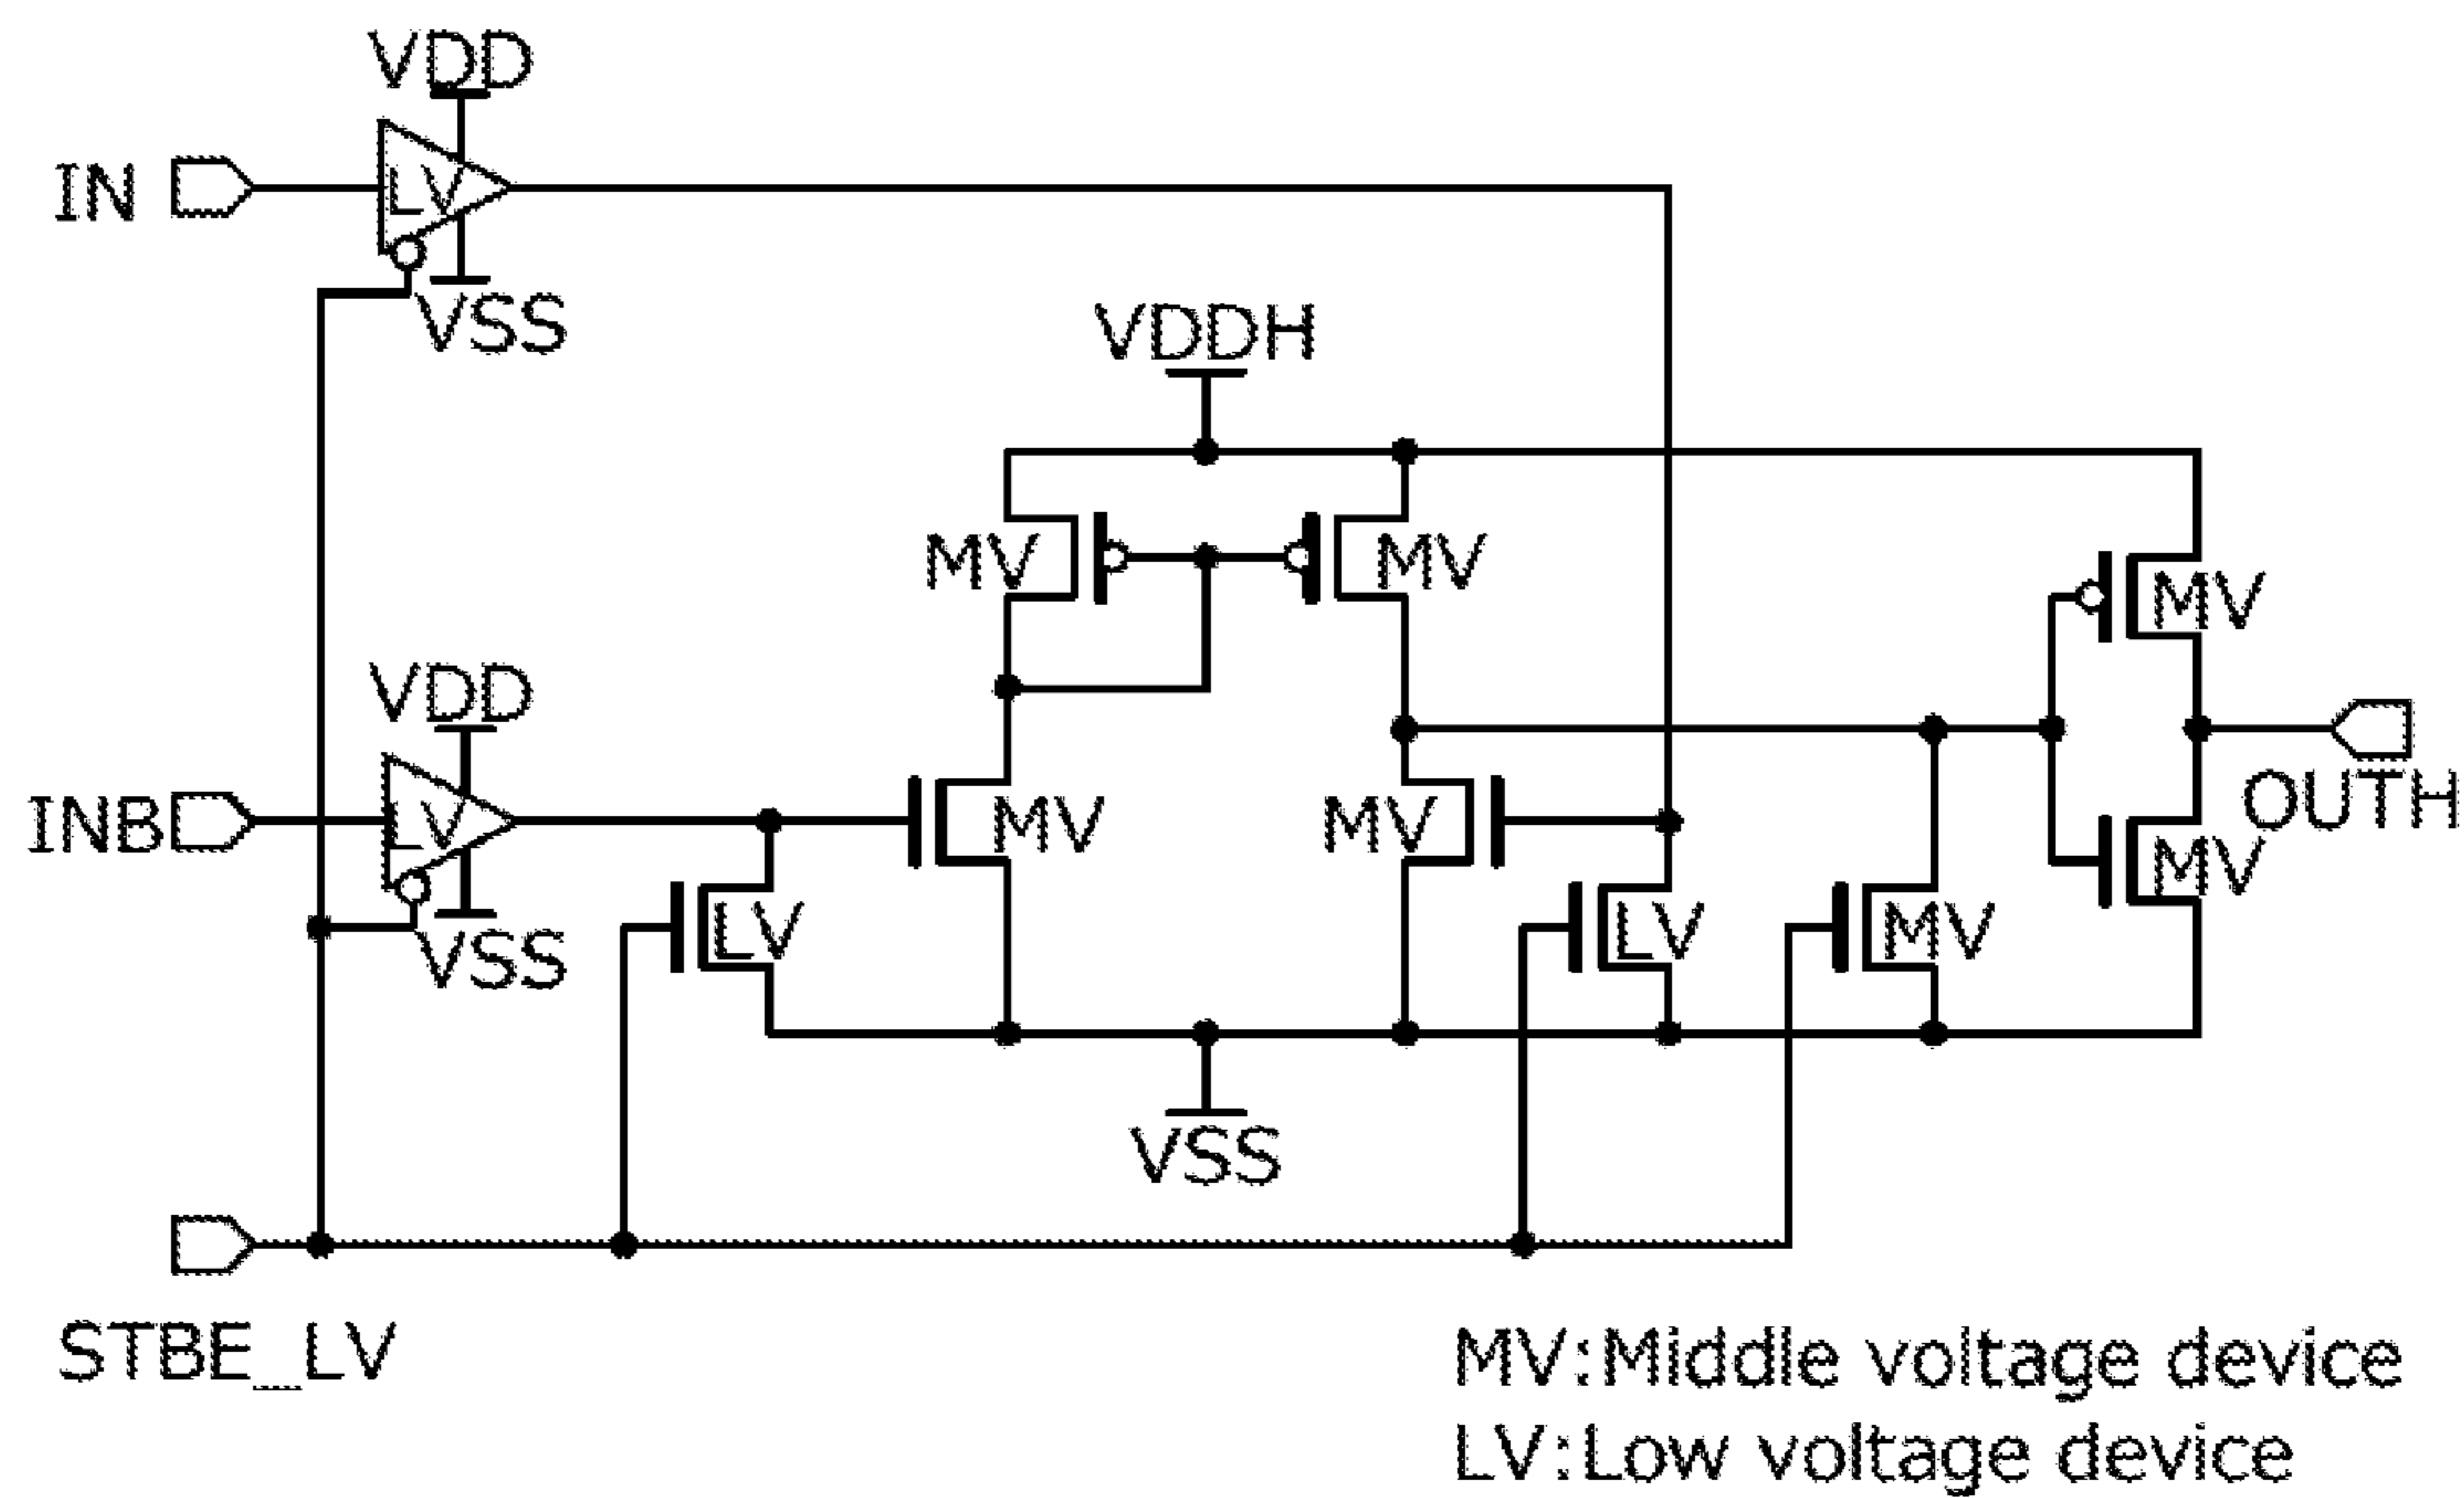 VDD
IN
LV
VSS
VDDH
MV
MV
MV
VDD
INB
LV
MV
MV
OUTH
MV
LV
LV
MV
VSS
VSS
STBE_LV
MV:Middle voltage device
LV:Low voltage device